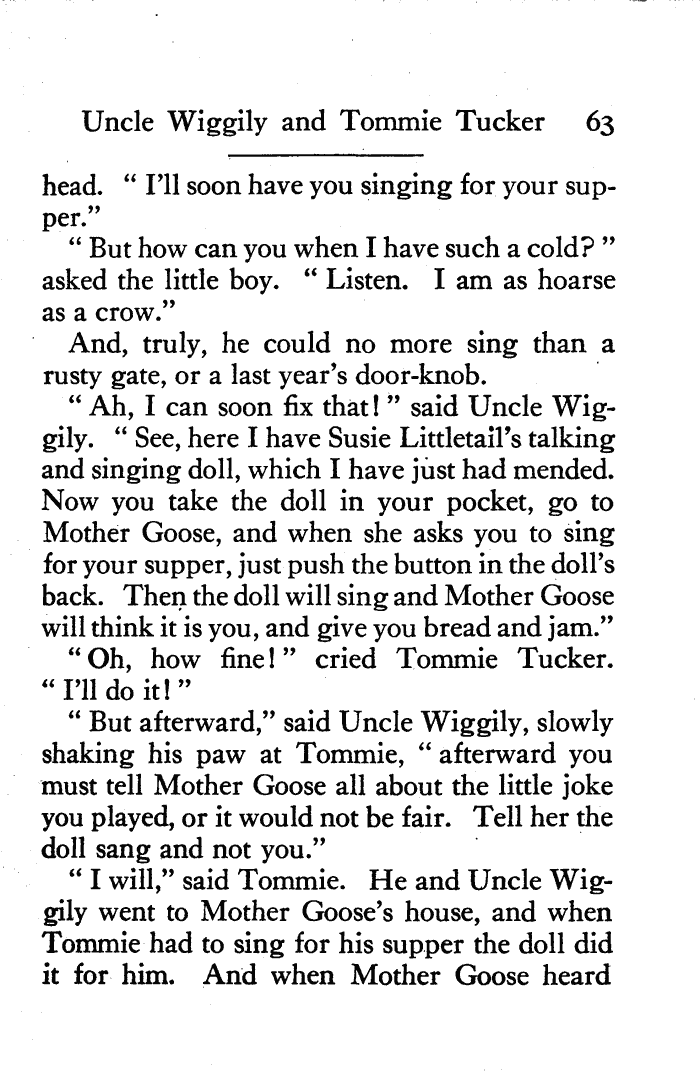 Uncle Wiggily and Tommie Tucker 63
head. “ I’ll soon have you singing for your sup-
per.”
“ But how can you when I have such a cold? ”
asked the little boy. “ Listen. I am as hoarse
as a crow.”
And, truly, he could no more sing than a
rusty gate, or a last year’s door-knob.
“ Ah, I can soon fix that! ” said Uncle Wig-
gily. “ See, here I have Susie Littletail’s talking
and singing doll, which I have just had mended.
Now you take the doll in your pocket, go to
Mother Goose, and when she asks you to sing
for your supper, just push the button in the doll’s
back. Then the doll will sing and Mother Goose
will think it is you, and give you bread and jam.”
“ Oh, how fine! ” cried Tommie Tucker.
“ I’ll do it! ”
“ But afterward,” said Uncle Wiggily, slowly
shaking his paw at Tommie, “ afterward you
must tell Mother Goose all about the little joke
you played, or it would not be fair. Tell her the
doll sang and not you.”
“ I will,” said Tommie. He and Uncle Wig-
gily went to Mother Goose’s house, and when
Tommie had to sing for his supper the doll did
it for him. And when Mother Goose heard